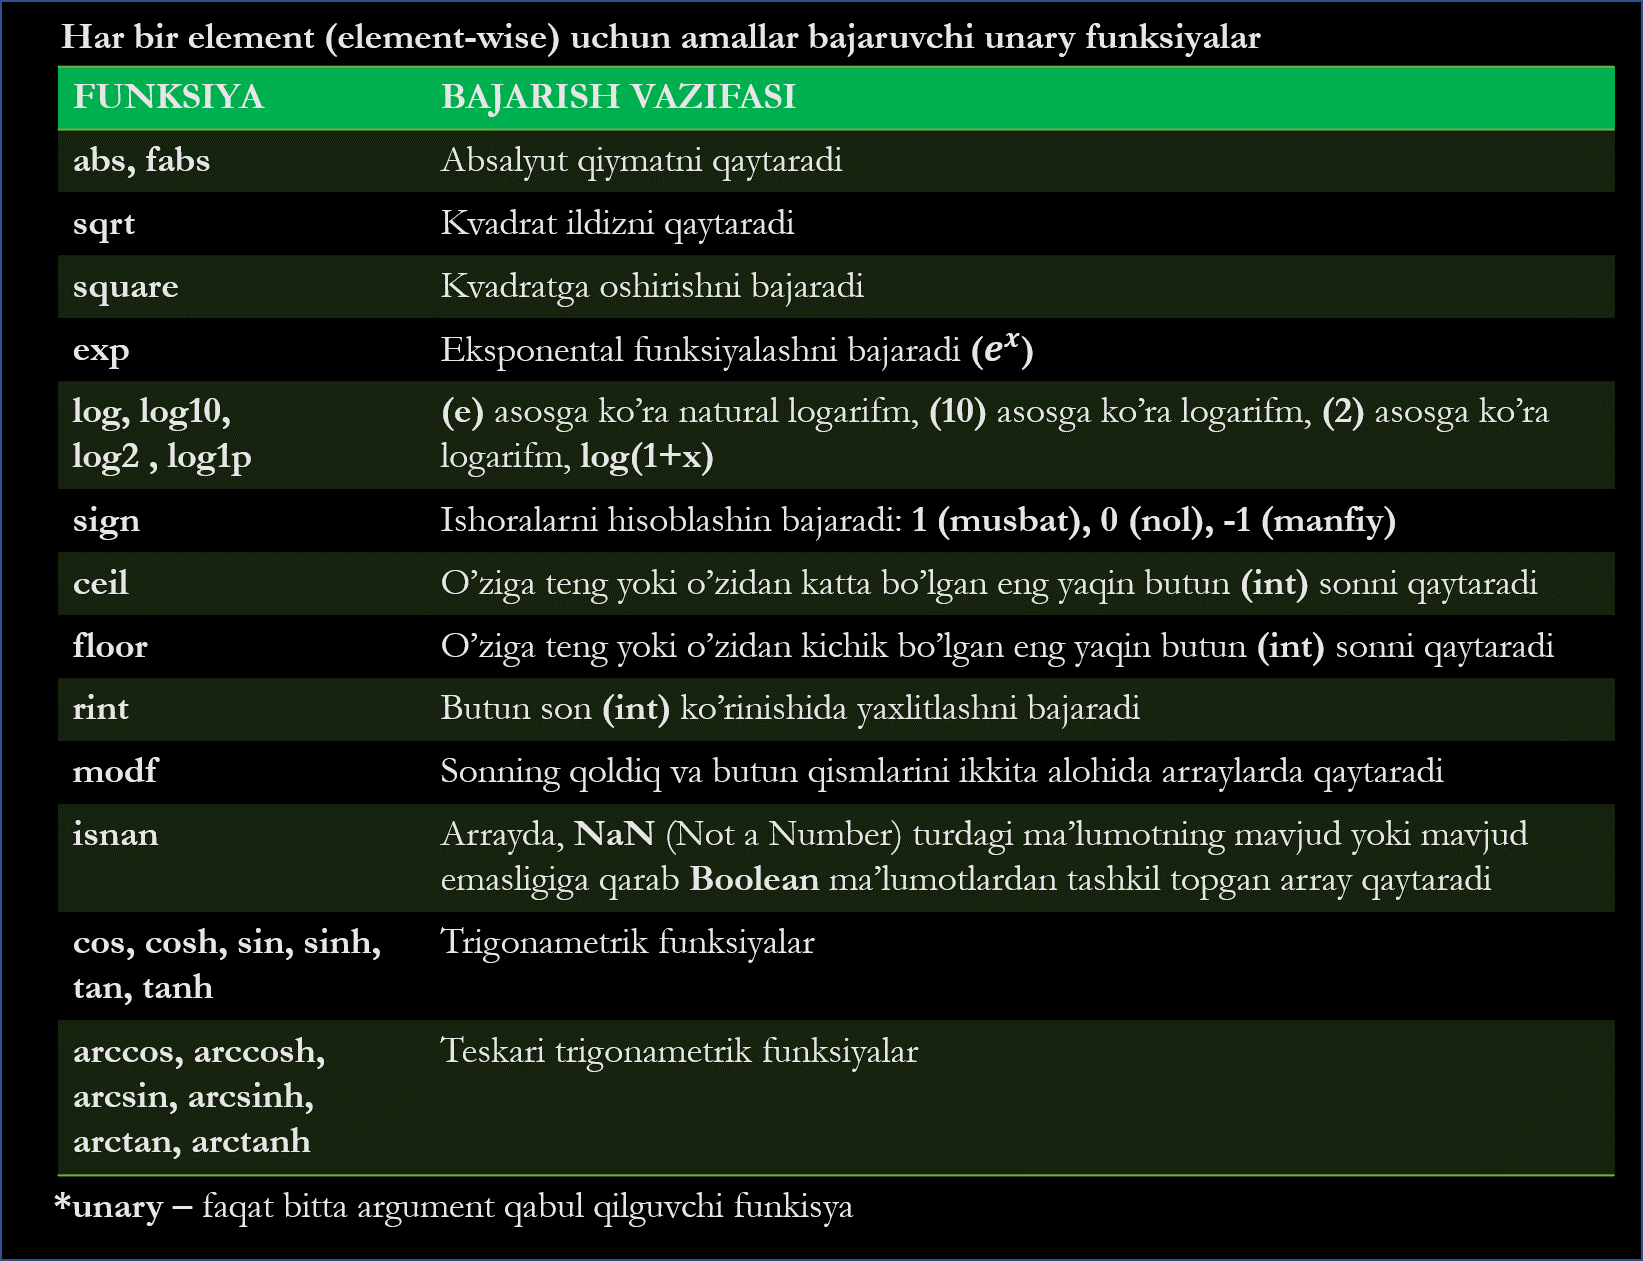 Har bir element (element-wise) uchun amallar bajaruvchi unary funksiyalar
FUNKSIYA BAJARISH VAZIFASI
abs, fabs Absalyut qiymatni qaytaradi
sqrt Kvadrat ildizni qaytaradi
square Kvadratga oshirishni bajaradi
exp Eksponental funksiyalashni bajaradi (eˣ)
log, log10, (e) asosga ko’ra natural logarifm, (10) asosga ko’ra logarifm, (2) asosga ko’ra
log2 , log1p logarifm, log(1+x)
sign Ishoralarni hisoblashin bajaradi: 1 (musbat), 0 (nol), -1 (manfiy)
ceil O’ziga teng yoki o’zidan katta bo’lgan eng yaqin butun (int) sonni qaytaradi
floor O’ziga teng yoki o’zidan kichik bo’lgan eng yaqin butun (int) sonni qaytaradi
rint Butun son (int) ko’rinishida yaxlitlashni bajaradi
modf Sonning qoldiq va butun qismlarini ikkita alohida arraylarda qaytaradi
isnan Arrayda, NaN (Not a Number) turdagi ma’lumotning mavjud yoki mavjud
emasligiga qarab Boolean ma’lumotlardan tashkil topgan array qaytaradi
cos, cosh, sin, sinh, Trigonametrik funksiyalar
tan, tanh
arccos, arccosh, Teskari trigonametrik funksiyalar
arcsin, arcsinh,
arctan, arctanh
*unary – faqat bitta argument qabul qilguvchi funkisya